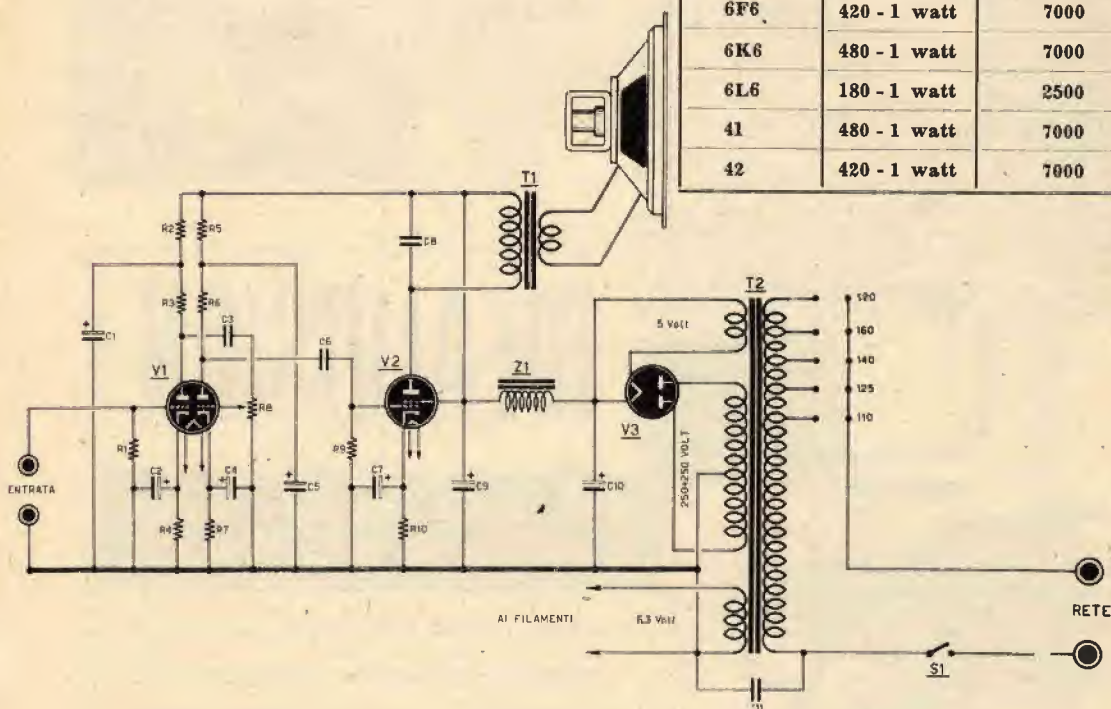 6F6 420 - 1 watt 7000
6K6 480 - 1 watt 7000
6L6 180 - 1 watt 2500
41 480 - 1 watt 7000
42 420 - 1 watt 7000
T1
R2
R5
C8
R3
R6
C3
C1
V1
C6
V2
Z1
5 Volt
T2
160
140
125
110
R8
V3
R1
R9
250+250 VOLT
ENTRATA
C2
C4
C5
C7
C9
C10
R4
R7
R10
AI FILAMENTI
6.3 Volt
RETE
S1